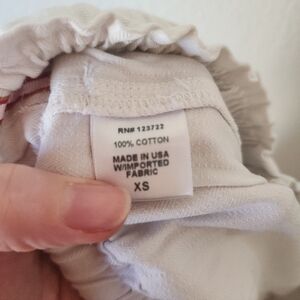 RN# 123722
100% COTTON
MADE IN USA
W/IMPORTED
FABRIC
XS